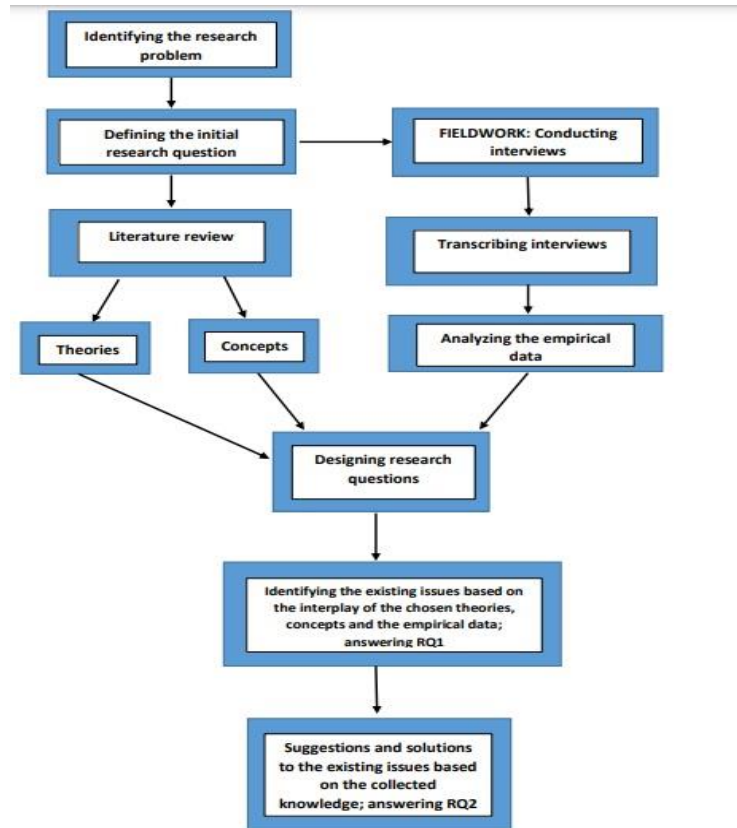 Identifying the research
problem
Defining the initial
research question
FIELDWORK: Conducting
interviews
Literature review
Transcribing interviews
Theories
Concepts
Analyzing the empirical
data
Designing research
questions
Identifying the existing issues based on
the interplay of the chosen theories,
concepts and the empirical data;
answering RQ1
Suggestions and solutions
to the existing issues based
on the collected
knowledge; answering RQ2